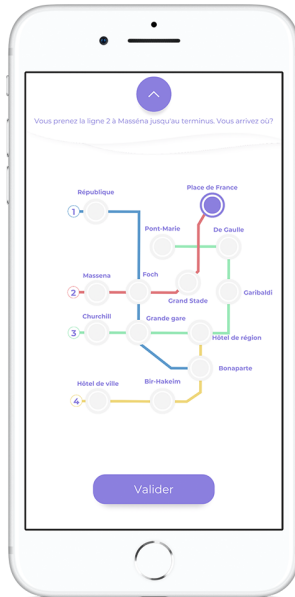 Vous prenez la ligne 2 à Masséna jusqu'au terminus. Vous arrivez où?
Place de France
République
1
Pont-Marie
De Gaulle
Massena
Foch
2
Grand Stade
Garibaldi
Churchill
Grande gare
3
Hôtel de région
Bonaparte
Hôtel de ville
Bir-Hakeim
4
Valider